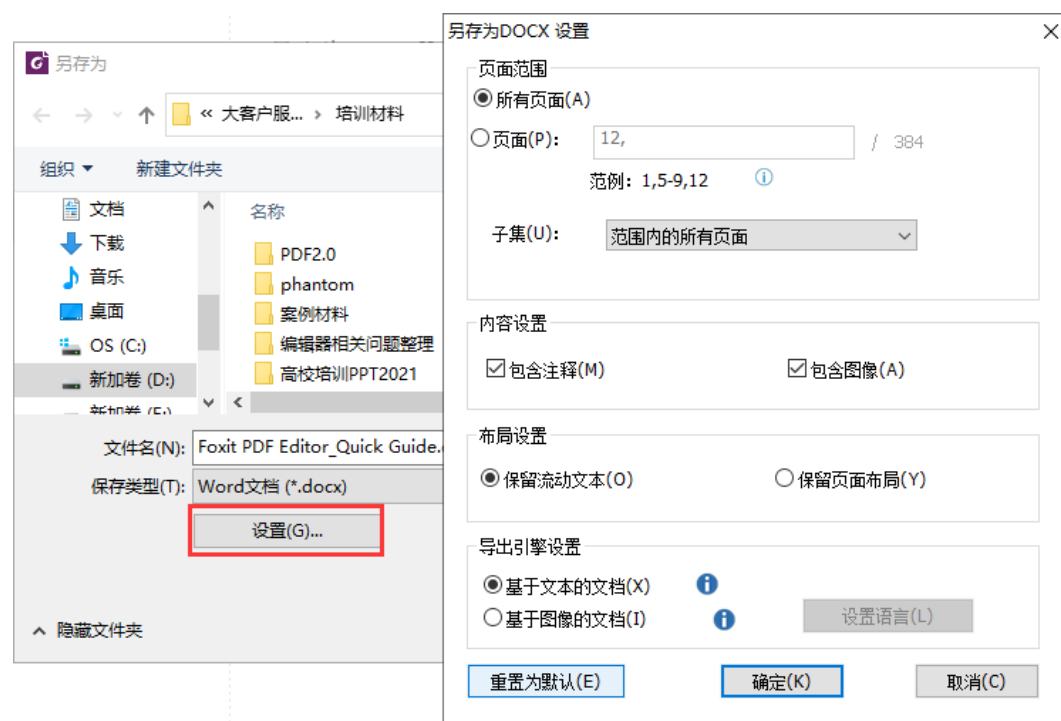 另存为
« 大客户服... › 培训材料
组织
新建文件夹
文档
下载
音乐
桌面
OS (C:)
新加卷 (D:)
新加卷 (F:)
名称
PDF2.0
phantom
案例材料
编辑器相关问题整理
高校培训PPT2021
文件名(N): Foxit PDF Editor_Quick Guide.
保存类型(T): Word文档 (*.docx)
设置(G)...
隐藏文件夹
另存为DOCX 设置
页面范围
所有页面(A)
页面(P): 12, / 384
范例: 1,5-9,12
子集(U): 范围内的所有页面
内容设置
包含注释(M) 包含图像(A)
布局设置
保留流动文本(O) 保留页面布局(Y)
导出引擎设置
基于文本的文档(X)
基于图像的文档(I) 设置语言(L)
重置为默认(E) 确定(K) 取消(C)